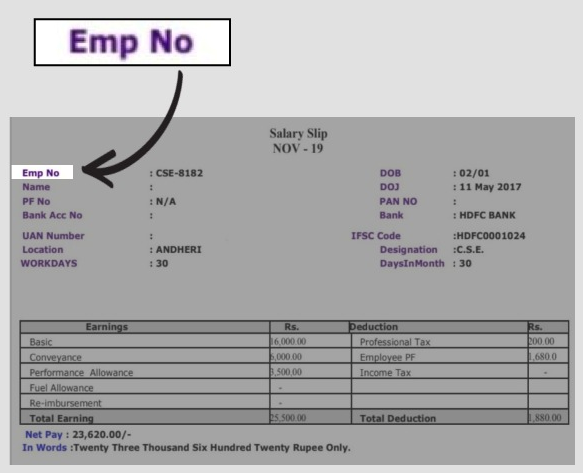 Emp No
Salary Slip
NOV - 19
Emp No : CSE-8182 DOB : 02/01
Name : DOJ : 11 May 2017
PF No : N/A PAN NO :
Bank Acc No : Bank : HDFC BANK
UAN Number : IFSC Code :HDFC0001024
Location : ANDHERI Designation :C.S.E.
WORKDAYS : 30 DaysInMonth : 30
Earnings Rs. Deduction Rs.
Basic 16,000.00 Professional Tax 200.00
Conveyance 6,000.00 Employee PF 1,680.0
Performance Allowance 3,500.00 Income Tax -
Fuel Allowance -
Re-imbursement -
Total Earning 25,500.00 Total Deduction 1,880.00
Net Pay : 23,620.00/-
In Words :Twenty Three Thousand Six Hundred Twenty Rupee Only.